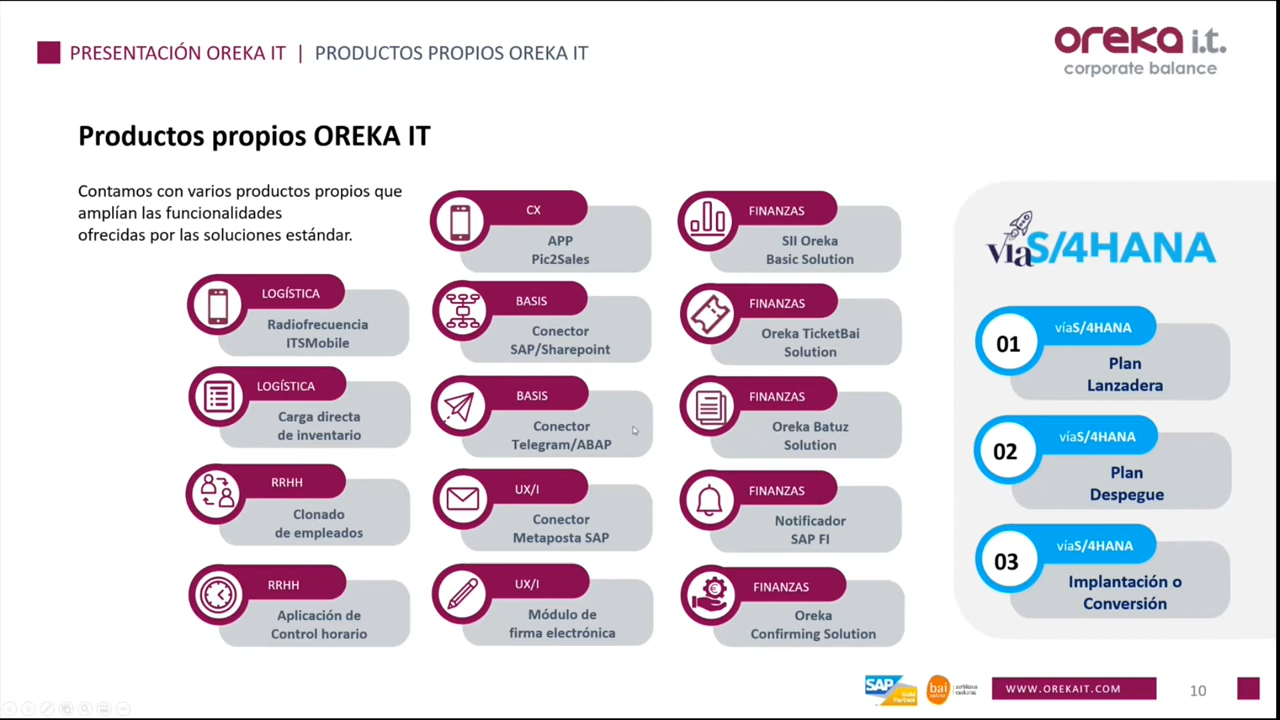 PRESENTACIÓN OREKA IT | PRODUCTOS PROPIOS OREKA IT
oreka i.t.
corporate balance
Productos propios OREKA IT
Contamos con varios productos propios que
amplían las funcionalidades
ofrecidas por las soluciones estándar.
LOGÍSTICA
Radiofrecuencia
ITSMobile
LOGÍSTICA
Carga directa
de inventario
RRHH
Clonado
de empleados
RRHH
Aplicación de
Control horario
CX
APP
Pic2Sales
BASIS
Conector
SAP/Sharepoint
BASIS
Conector
Telegram/ABAP
UX/I
Conector
Metaposta SAP
UX/I
Módulo de
firma electrónica
FINANZAS
SII Oreka
Basic Solution
FINANZAS
Oreka TicketBai
Solution
FINANZAS
Oreka Batuz
Solution
FINANZAS
Notificador
SAP FI
FINANZAS
Oreka
Confirming Solution
víaS/4HANA
01
víaS/4HANA
Plan
Lanzadera
02
víaS/4HANA
Plan
Despegue
03
víaS/4HANA
Implantación o
Conversión
SAP
Gold
Partner
bai
WWW.OREKAIT.COM
10